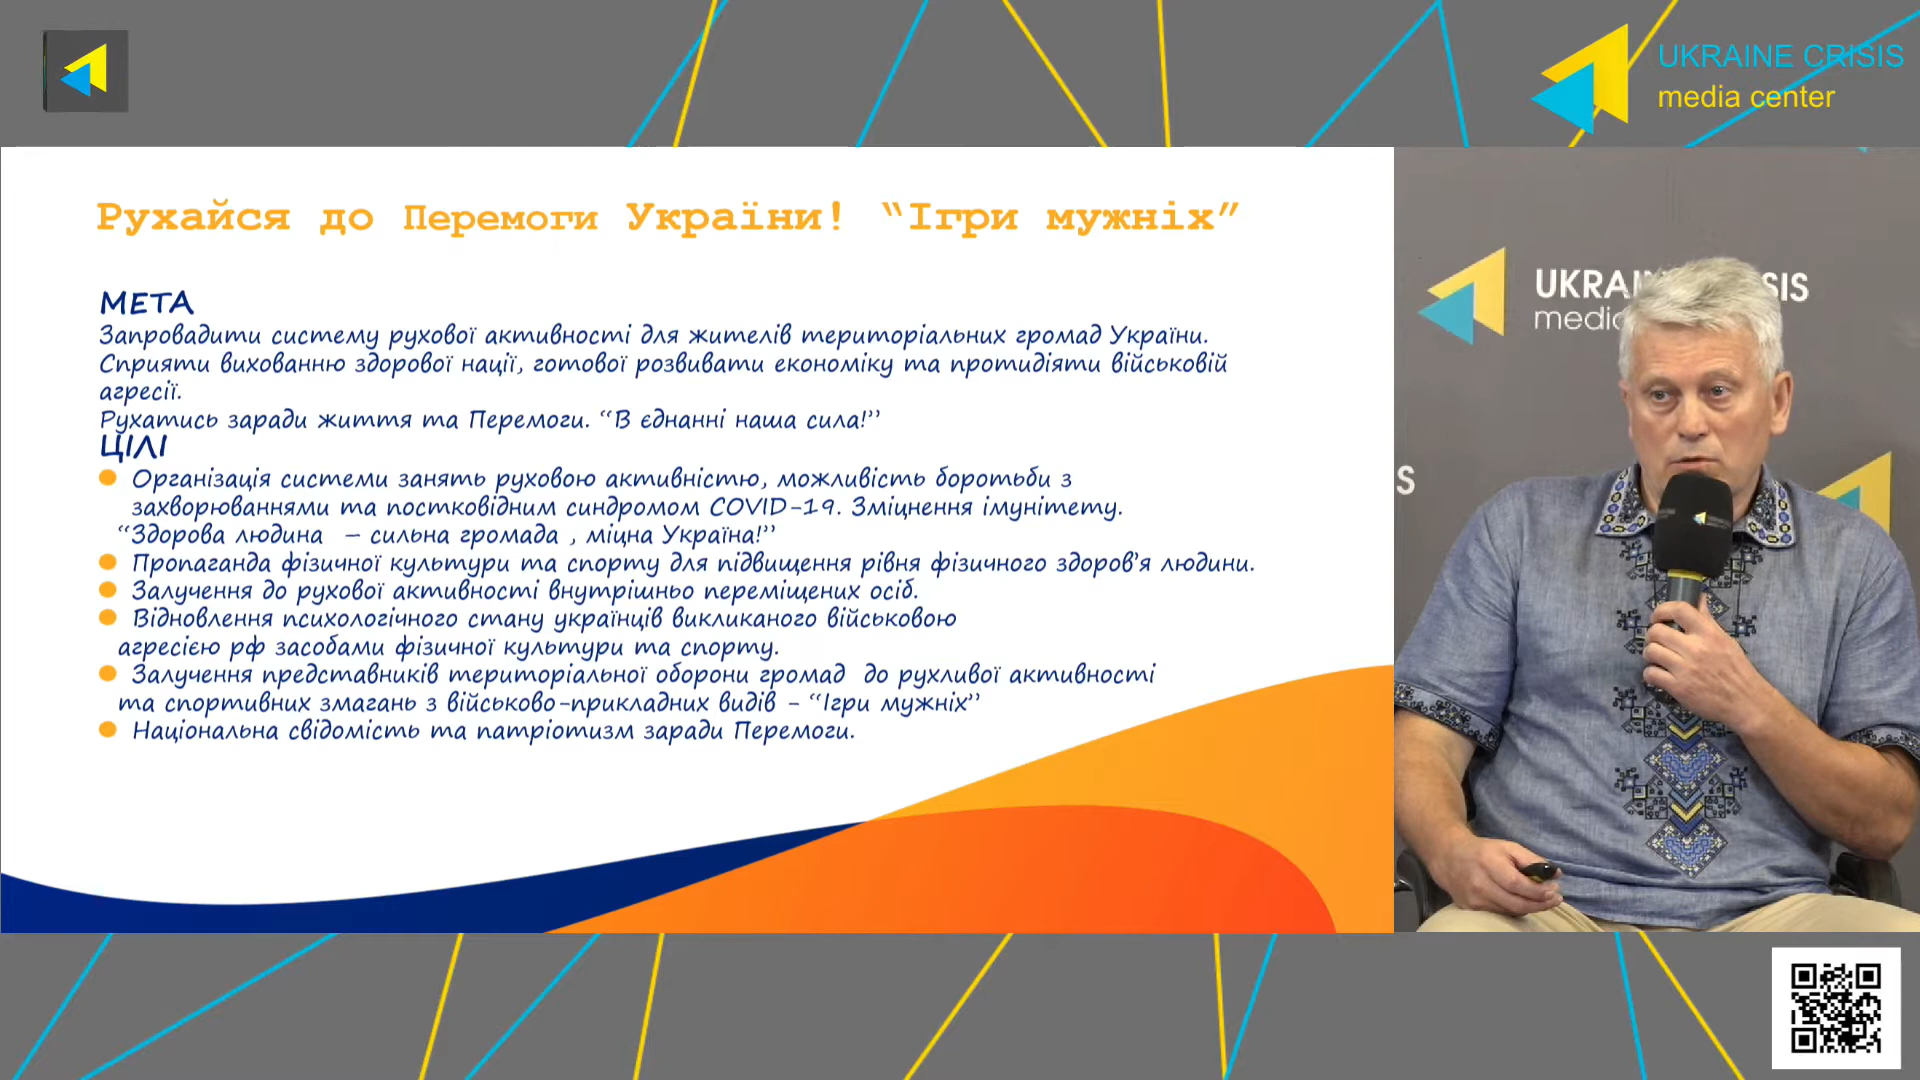 UKRAINE CRISIS
media center
Рухайся до Перемоги України! “Ігри мужніх”
МЕТА
Запровадити систему рухової активності для жителів територіальних громад України.
Сприяти вихованню здорової нації, готової розвивати економіку та протидіяти військовій
агресії.
Рухатись заради життя та Перемоги. “В єднанні наша сила!”
ЦІЛІ
Організація системи занять руховою активністю, можливість боротьби з
захворюваннями та постковідним синдромом COVID-19. Зміцнення імунітету.
“Здорова людина – сильна громада , міцна Україна!”
Пропаганда фізичної культури та спорту для підвищення рівня фізичного здоров’я людини.
Залучення до рухової активності внутрішньо переміщених осіб.
Відновлення психологічного стану українців викликаного військовою
агресією рф засобами фізичної культури та спорту.
Залучення представників територіальної оборони громад до рухливої активності
та спортивних змагань з військово-прикладних видів - “Ігри мужніх”
Національна свідомість та патріотизм заради Перемоги.